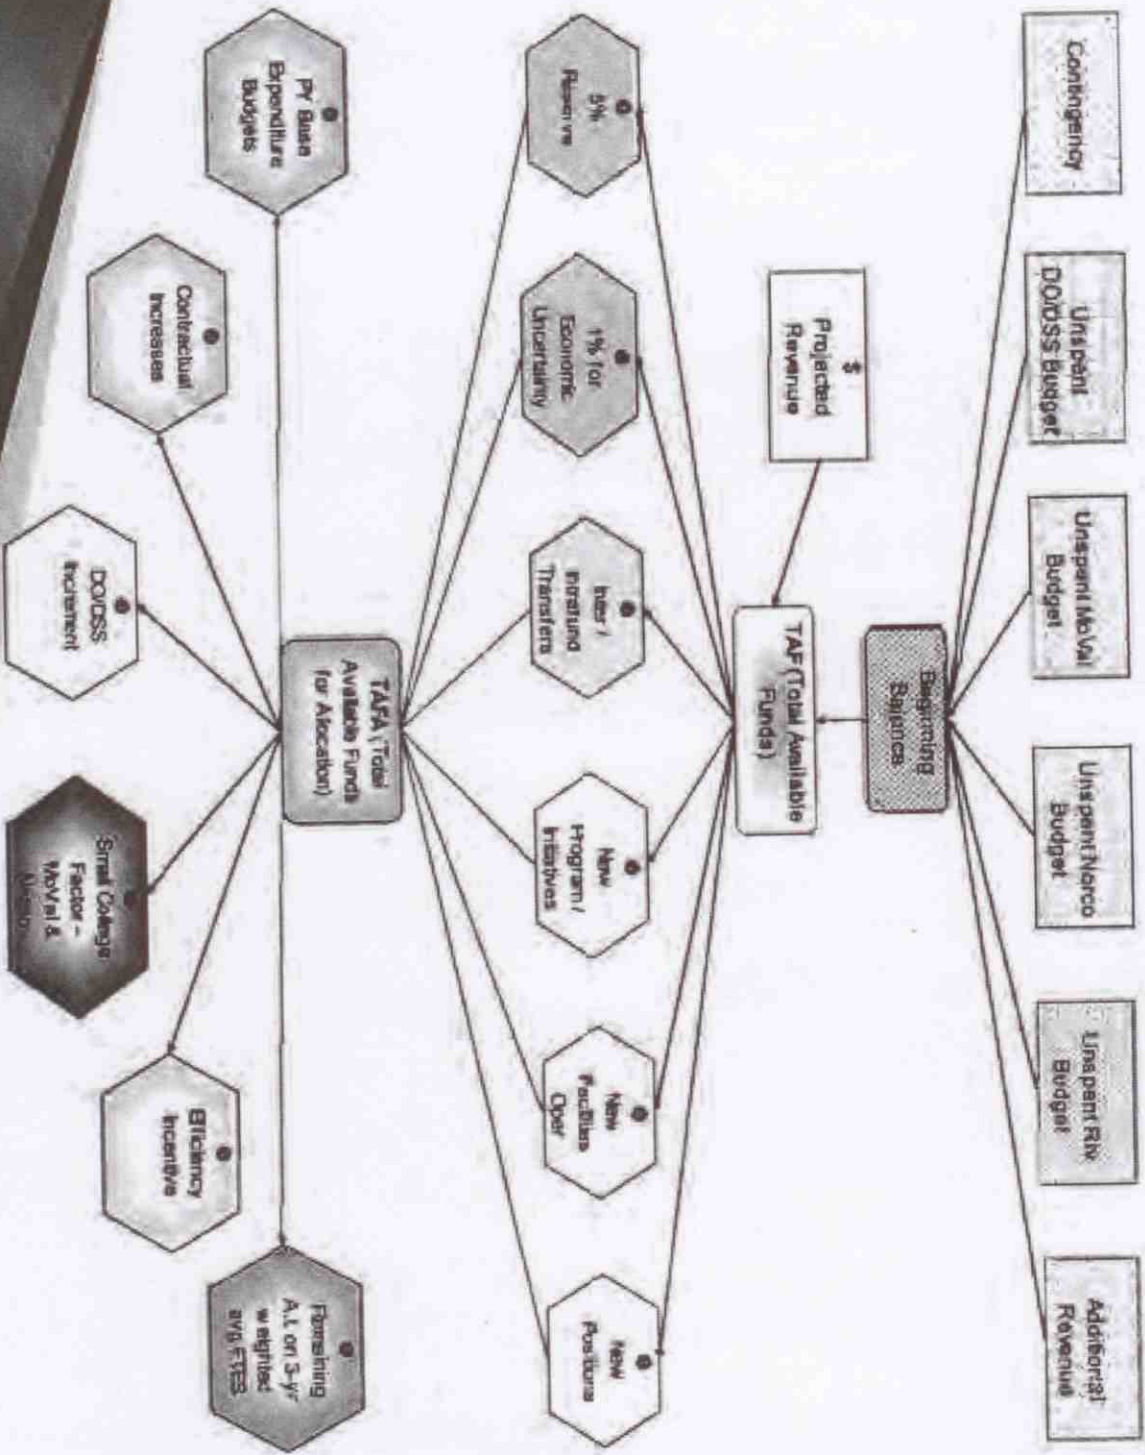 Contingency
Unspent
DO/DSS Budget
Unspent MoVal
Budget
Unspent Norco
Budget
Unspent Riv
Budget
Additional
Revenue
Beginning
Balance
$
Projected
Revenue
TAF (Total Available
Funds)
5%
Reserve
1% for
Economic
Uncertainty
Inter /
Intrafund
Transfers
New
Program /
Initiatives
New
Facilities
Oper
New
Positions
TAFA (Total
Available Funds
for Allocation)
PY Base
Expenditure
Budgets
Contractual
Increases
DO/DSS
Increment
Small College
Factor –
MoVal &
Norco
Efficiency
Incentive
Remaining
on 3-yr
weighted
avg FTES